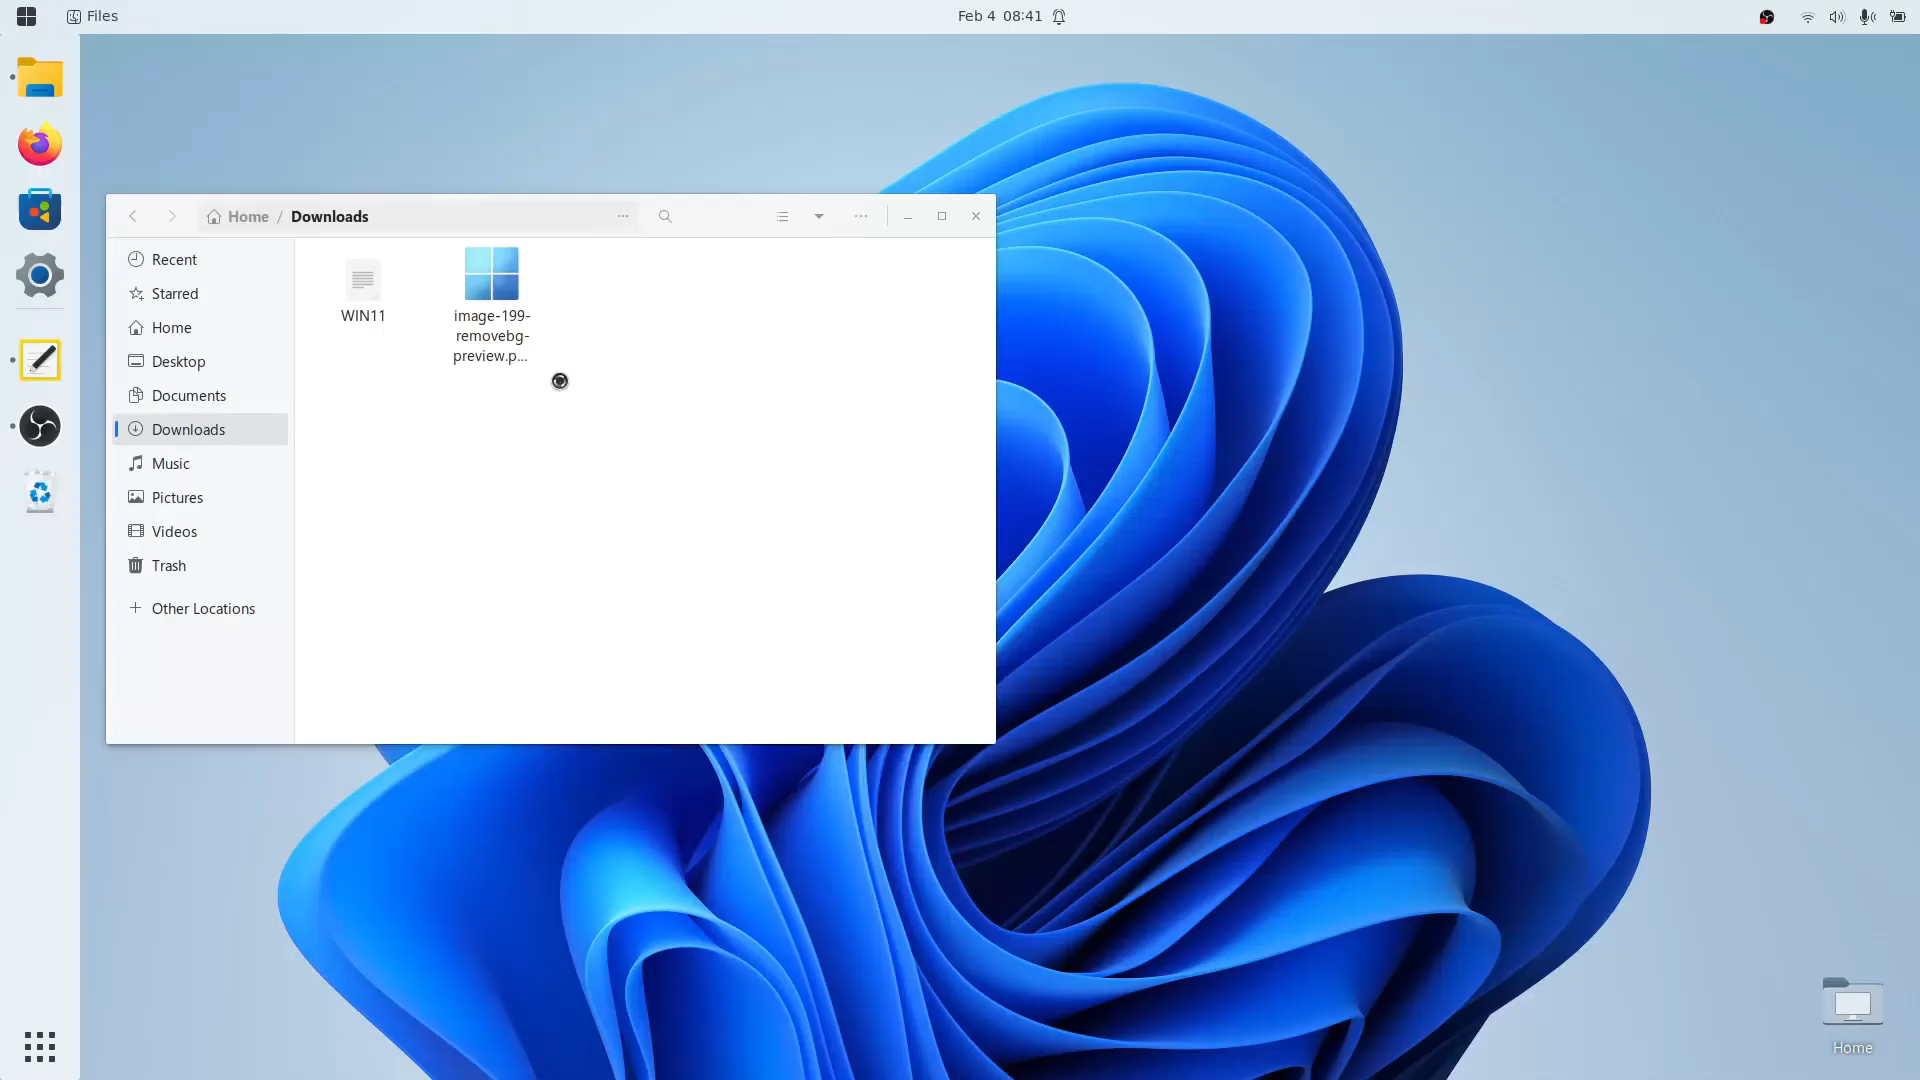 Files
Feb 4 08:41
Home / Downloads
Recent
Starred
Home
Desktop
Documents
Downloads
Music
Pictures
Videos
Trash
Other Locations
WIN11
image-199-
removebg-
preview.p...
Home